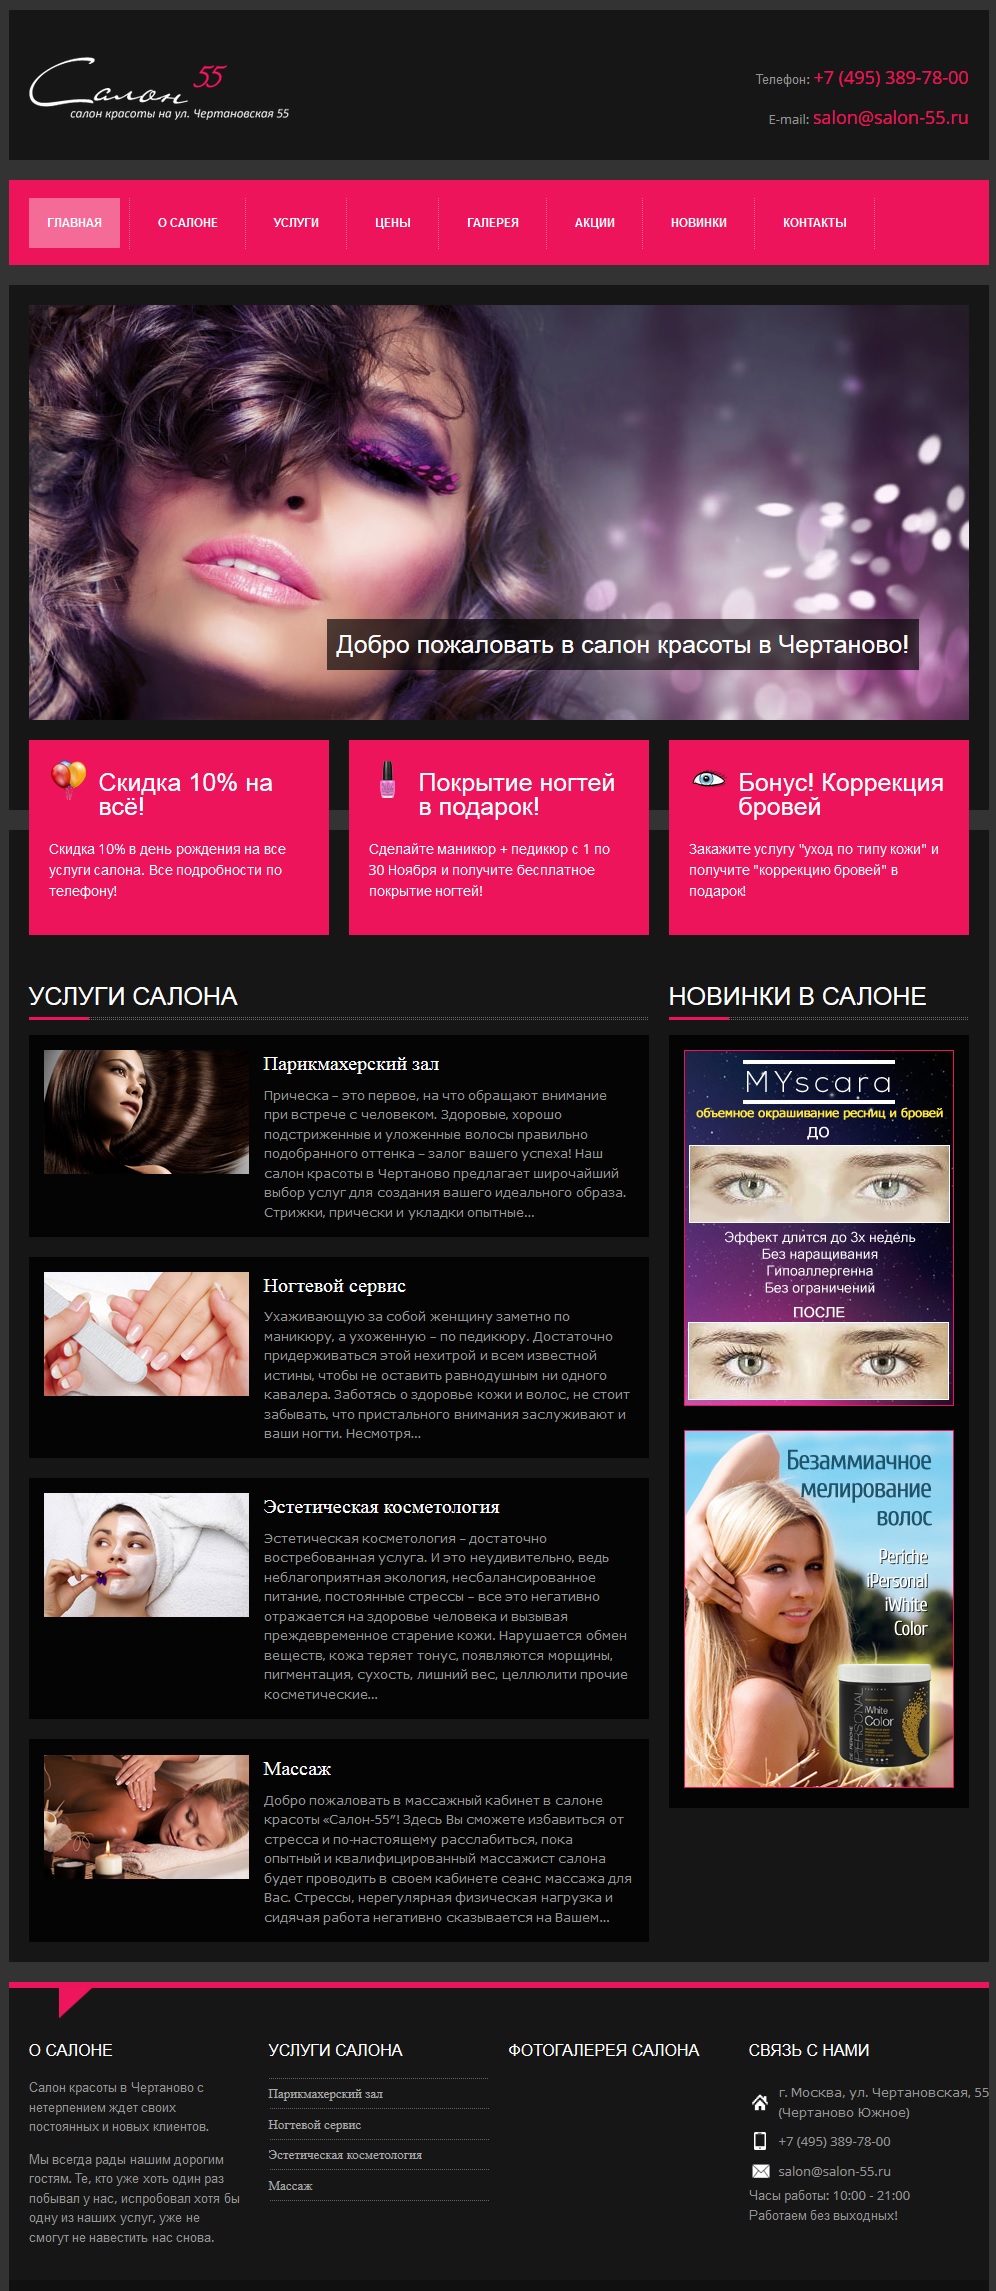 Салон 55
салон красоты на ул. Чертановская 55
Телефон: +7 (495) 389-78-00
E-mail: salon@salon-55.ru
ГЛАВНАЯ
О САЛОНЕ
УСЛУГИ
ЦЕНЫ
ГАЛЕРЕЯ
АКЦИИ
НОВИНКИ
КОНТАКТЫ
Добро пожаловать в салон красоты в Чертаново!
Скидка 10% на
всё!
Скидка 10% в день рождения на все
услуги салона. Все подробности по
телефону!
Покрытие ногтей
в подарок!
Сделайте маникюр + педикюр с 1 по
30 Ноября и получите бесплатное
покрытие ногтей!
Бонус! Коррекция
бровей
Закажите услугу "уход по типу кожи" и
получите "коррекцию бровей" в
подарок!
УСЛУГИ САЛОНА
Парикмахерский зал
Прическа – это первое, на что обращают внимание
при встрече с человеком. Здоровые, хорошо
подстриженные и уложенные волосы правильно
подобранного оттенка – залог вашего успеха! Наш
салон красоты в Чертаново предлагает широчайший
выбор услуг для создания вашего идеального образа.
Стрижки, прически и укладки опытные...
Ногтевой сервис
Ухаживающую за собой женщину заметно по
маникюру, а ухоженную – по педикюру. Достаточно
придерживаться этой нехитрой и всем известной
истины, чтобы не оставить равнодушным ни одного
кавалера. Заботясь о здоровье кожи и волос, не стоит
забывать, что пристального внимания заслуживают и
ваши ногти. Несмотря...
Эстетическая косметология
Эстетическая косметология – достаточно
востребованная услуга. И это неудивительно, ведь
неблагоприятная экология, несбалансированное
питание, постоянные стрессы – все это негативно
отражается на здоровье человека и вызывая
преждевременное старение кожи. Нарушается обмен
веществ, кожа теряет тонус, появляются морщины,
пигментация, сухость, лишний вес, целлюлити прочие
косметические...
Массаж
Добро пожаловать в массажный кабинет в салоне
красоты «Салон-55"! Здесь Вы сможете избавиться от
стресса и по-настоящему расслабиться, пока
опытный и квалифицированный массажист салона
будет проводить в своем кабинете сеанс массажа для
Вас. Стрессы, нерегулярная физическая нагрузка и
сидячая работа негативно сказывается на Вашем...
НОВИНКИ В САЛОНЕ
MYscara
объемное окрашивание ресниц и бровей
ДО
Эффект длится до 3х недель
Без наращивания
Гипоаллергенна
Без ограничений
ПОСЛЕ
Безаммиачное
мелирование
волос
Periche
iPersonal
iWhite
Color
PERSONAL
iWhite
Color
О САЛОНЕ
Салон красоты в Чертаново с
нетерпением ждет своих
постоянных и новых клиентов.
Мы всегда рады нашим дорогим
гостям. Те, кто уже хоть один раз
побывал у нас, испробовал хотя бы
одну из наших услуг, уже не
смогут не навестить нас снова.
УСЛУГИ САЛОНА
Парикмахерский зал
Ногтевой сервис
Эстетическая косметология
Массаж
ФОТОГАЛЕРЕЯ САЛОНА
СВЯЗЬ С НАМИ
г. Москва, ул. Чертановская, 55
(Чертаново Южное)
+7 (495) 389-78-00
salon@salon-55.ru
Часы работы: 10:00 - 21:00
Работаем без выходных!